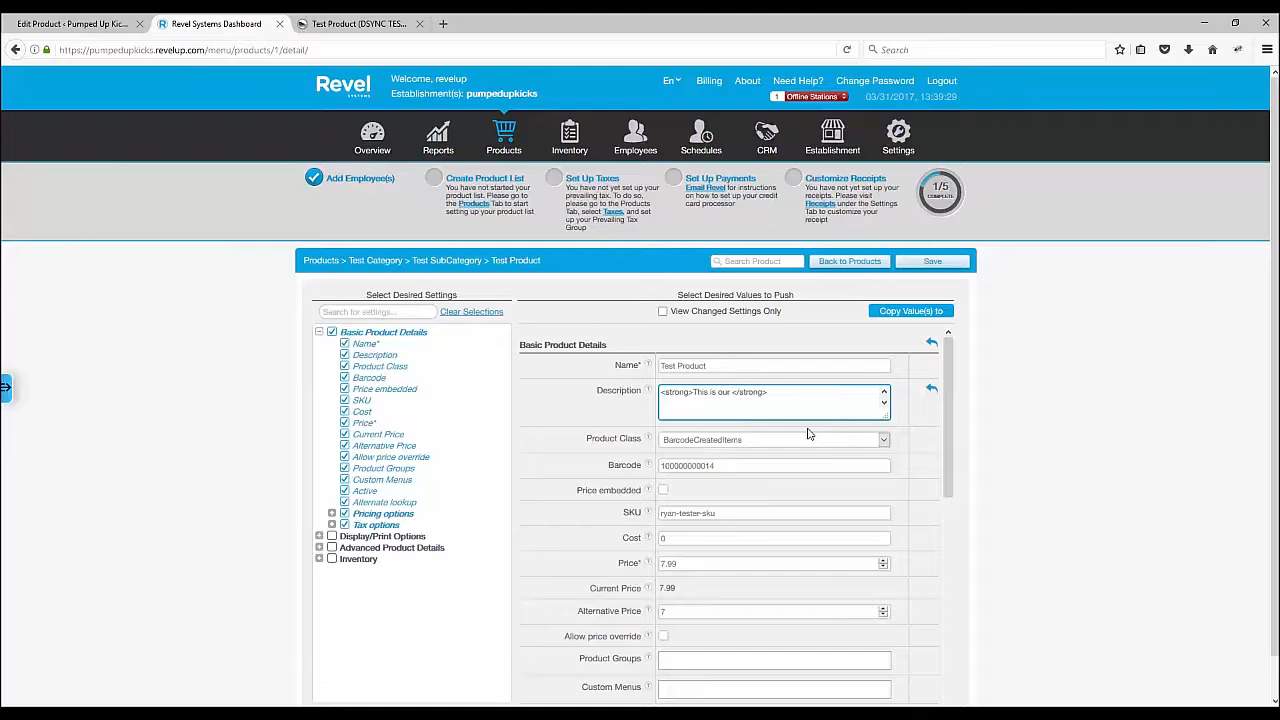 Edit Product ‹ Pumped Up Kic...
Revel Systems Dashboard
Test Product (DSYNC TES...
https://pumpedupkicks.revelup.com/menu/products/1/detail/
Search
Revel
SYSTEMS
Welcome, revelup
Establishment(s): pumpedupkicks
En
Billing
About
Need Help?
Change Password
Logout
1 Offline Stations
03/31/2017, 13:39:29
Overview
Reports
Products
Inventory
Employees
Schedules
CRM
Establishment
Settings
Add Employee(s)
Create Product List
You have not started your
product list. Please go to
the Products Tab to start
setting up your product list
Set Up Taxes
You have not yet set up your
prevailing tax. To do so,
please go to the Products
Tab, select Taxes, and set
up your Prevailing Tax
Group
Set Up Payments
Email Revel for instructions
on how to set up your credit
card processor
Customize Receipts
You have not yet set up your
receipts. Please visit
Receipts under the Settings
Tab to customize your
receipt
1/5
COMPLETE
Products > Test Category > Test SubCategory > Test Product
Search Product
Back to Products
Save
Select Desired Settings
Select Desired Values to Push
Search for settings...
Clear Selections
View Changed Settings Only
Copy Value(s) to
Basic Product Details
Name*
Description
Product Class
Barcode
Price embedded
SKU
Cost
Price*
Current Price
Alternative Price
Allow price override
Product Groups
Custom Menus
Active
Alternate lookup
Pricing options
Tax options
Display/Print Options
Advanced Product Details
Inventory
Basic Product Details
Name* Test Product
Description <strong>This is our </strong>
Product Class BarcodeCreatedItems
Barcode 100000000014
Price embedded
SKU ryan-tester-sku
Cost 0
Price* 7.99
Current Price 7.99
Alternative Price 7
Allow price override
Product Groups
Custom Menus